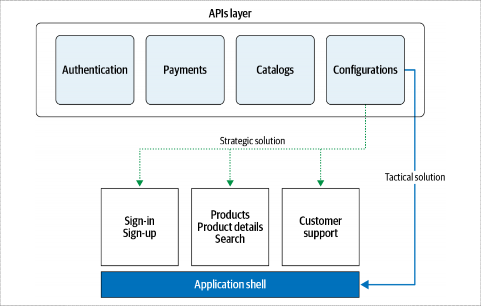 APIs layer
Authentication
Payments
Catalogs
Configurations
Strategic solution
Tactical solution
Sign-in
Sign-up
Products
Product details
Search
Customer
support
Application shell